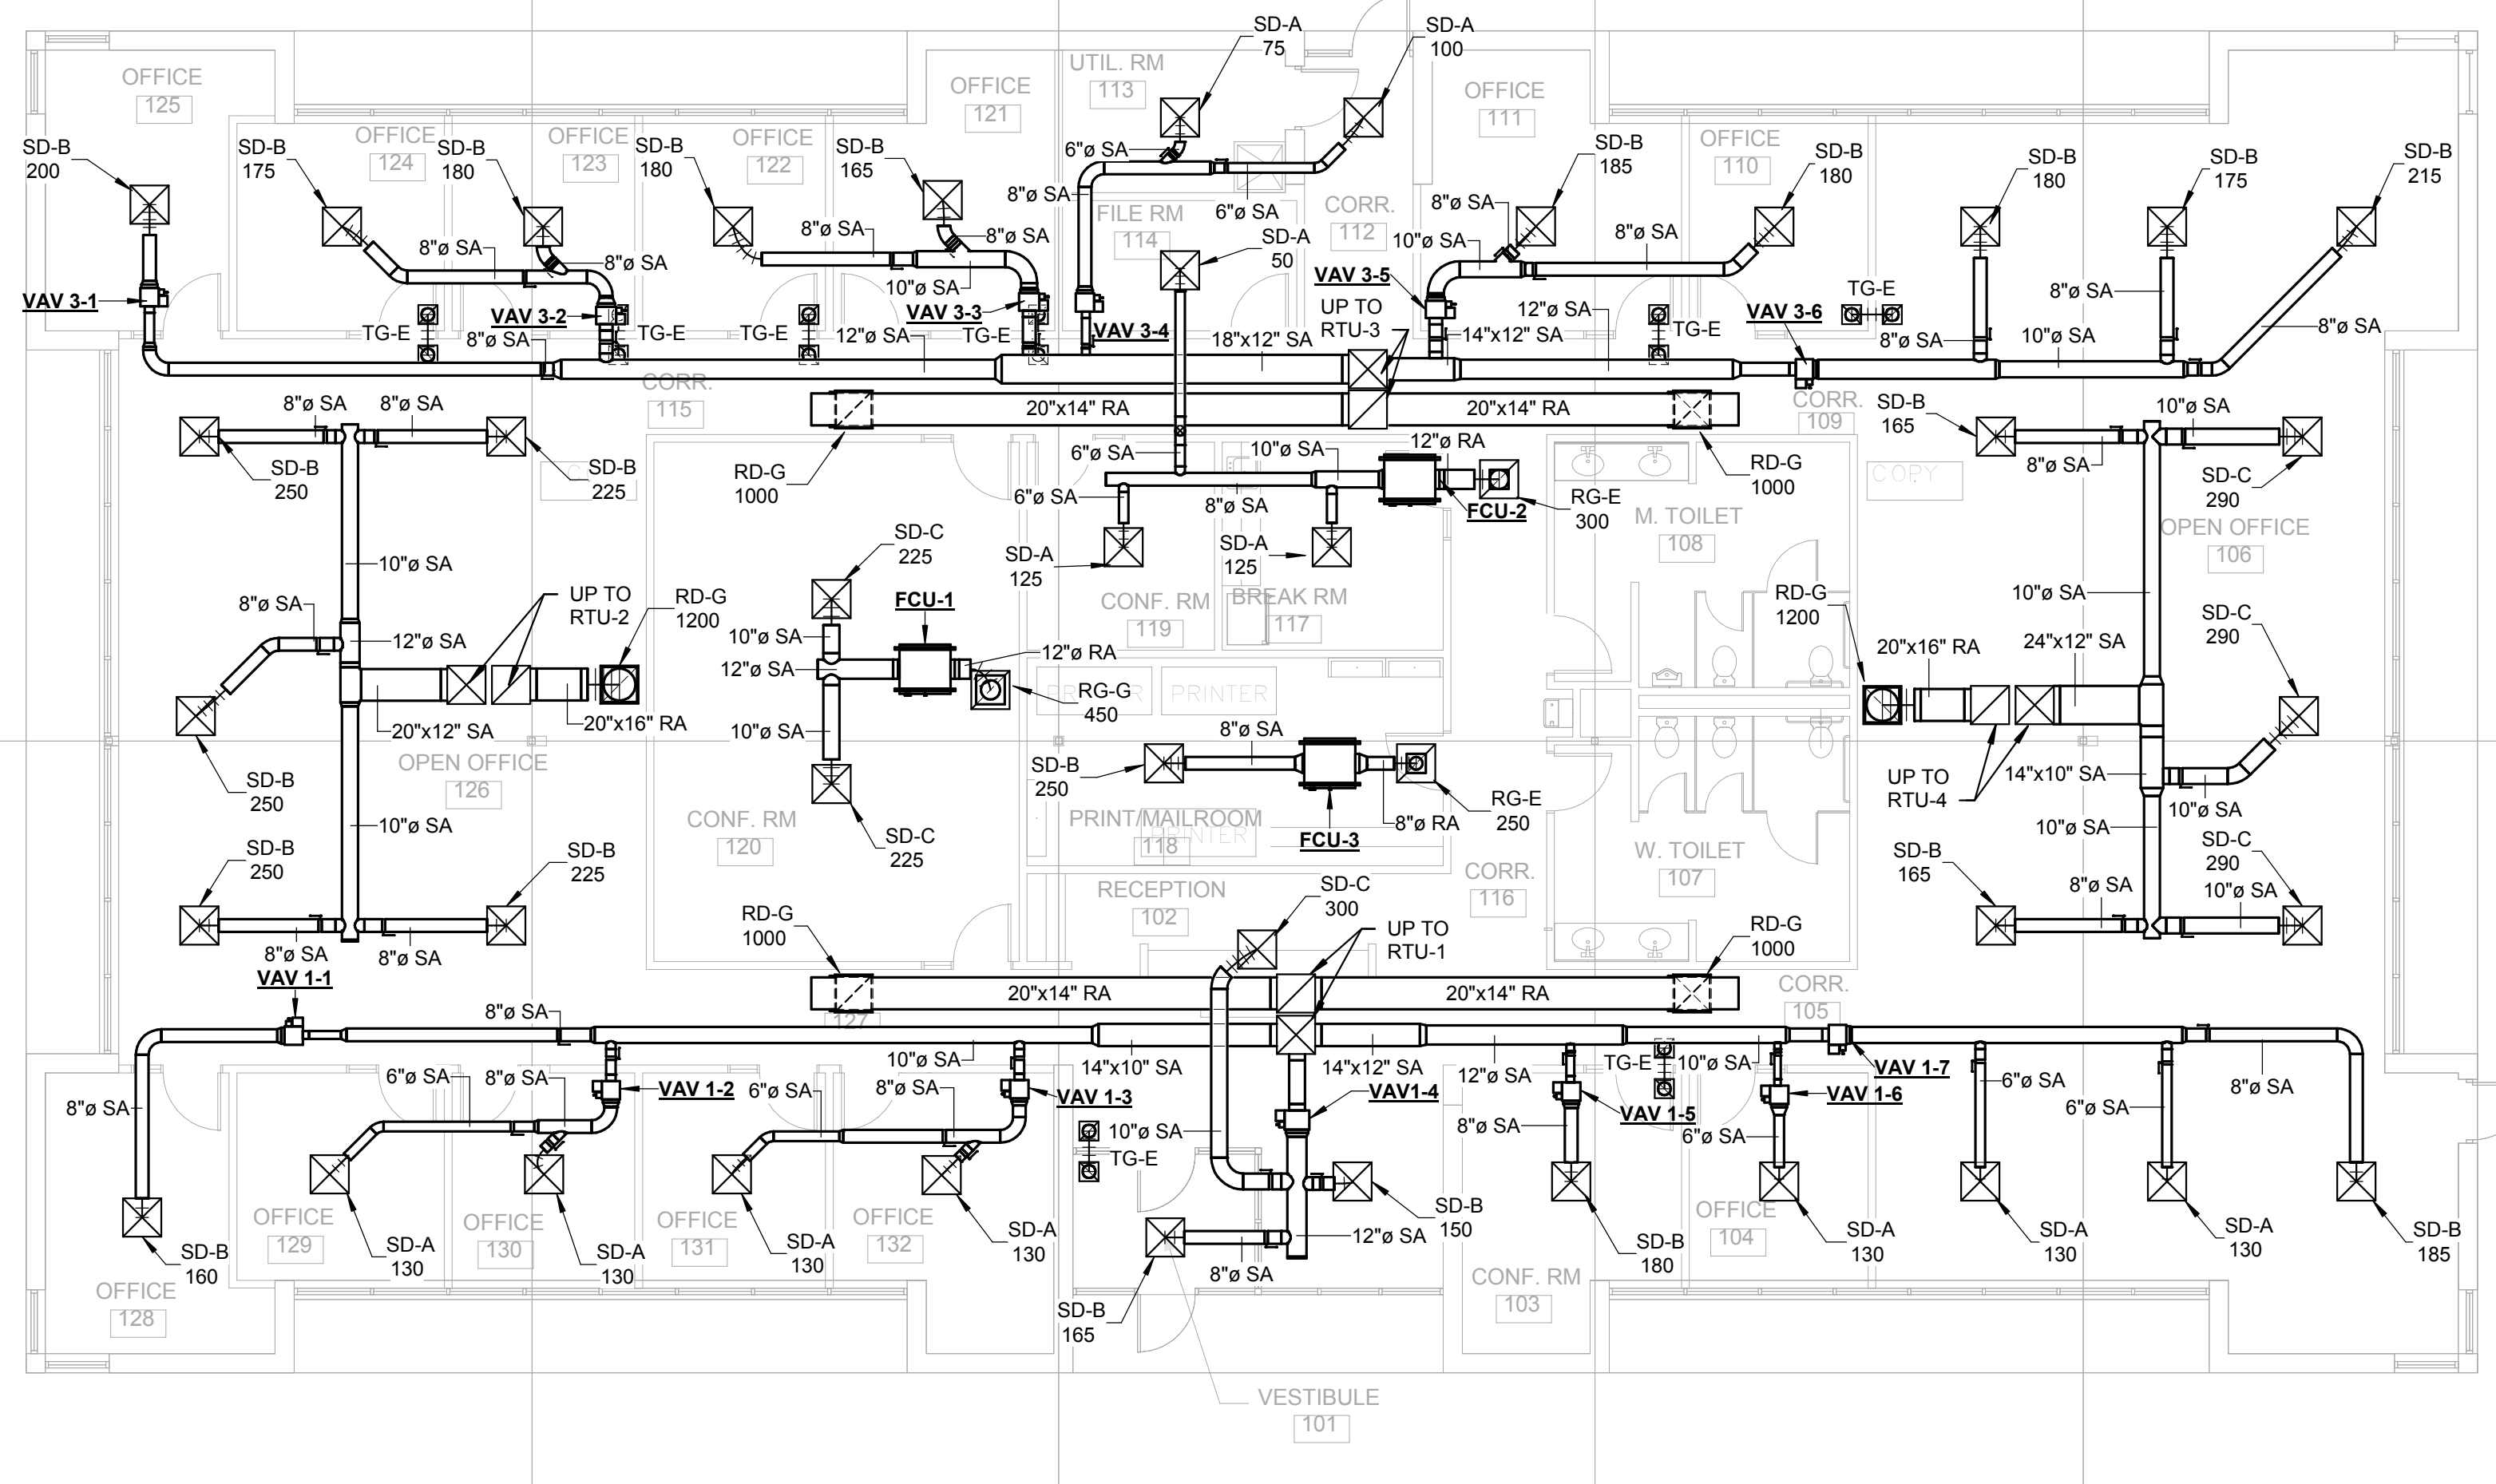 SD-A
75
SD-A
100
OFFICE
125
OFFICE
124
OFFICE
123
OFFICE
122
OFFICE
121
UTIL. RM
113
OFFICE
111
OFFICE
110
SD-B
200
SD-B
175
SD-B
180
SD-B
180
SD-B
165
6"ø SA
8"ø SA
6"ø SA
FILE RM
114
CORR.
112
SD-A
50
SD-B
185
SD-B
180
SD-B
180
SD-B
175
SD-B
215
8"ø SA
8"ø SA
8"ø SA
8"ø SA
10"ø SA
8"ø SA
10"ø SA
8"ø SA
8"ø SA
8"ø SA
8"ø SA
10"ø SA
VAV 3-1
VAV 3-2
VAV 3-3
VAV 3-4
VAV 3-5
VAV 3-6
UP TO
RTU-3
TG-E
TG-E
TG-E
TG-E
TG-E
TG-E
8"ø SA
12"ø SA
18"x12" SA
14"x12" SA
12"ø SA
CORR.
115
20"x14" RA
20"x14" RA
CORR.
109
RD-G
1000
RD-G
1000
8"ø SA
8"ø SA
SD-B
250
SD-B
225
10"ø SA
8"ø SA
12"ø SA
UP TO
RTU-2
RD-G
1200
20"x12" SA
20"x16" RA
SD-B
250
OPEN OFFICE
126
10"ø SA
SD-B
250
SD-B
225
8"ø SA
8"ø SA
SD-C
225
FCU-1
10"ø SA
12"ø SA
12"ø RA
RG-G
450
10"ø SA
SD-C
225
CONF. RM
120
6"ø SA
10"ø SA
12"ø RA
6"ø SA
8"ø SA
FCU-2
RG-E
300
SD-A
125
SD-A
125
CONF. RM
119
BREAK RM
117
PRINTER
8"ø SA
SD-B
250
FCU-3
8"ø RA
RG-E
250
PRINT/MAILROOM
118
PRINTER
M. TOILET
108
W. TOILET
107
CORR.
116
RECEPTION
102
SD-B
165
10"ø SA
8"ø SA
SD-C
290
COPY
OPEN OFFICE
106
10"ø SA
RD-G
1200
20"x16" RA
24"x12" SA
SD-C
290
UP TO
RTU-4
14"x10" SA
10"ø SA
10"ø SA
SD-B
165
SD-C
290
8"ø SA
10"ø SA
RD-G
1000
SD-C
300
UP TO
RTU-1
RD-G
1000
20"x14" RA
20"x14" RA
CORR.
105
127
VAV 1-1
8"ø SA
10"ø SA
14"x10" SA
14"x12" SA
12"ø SA
TG-E
10"ø SA
VAV 1-7
8"ø SA
8"ø SA
6"ø SA
8"ø SA
VAV 1-2
6"ø SA
8"ø SA
VAV 1-3
10"ø SA
TG-E
VAV1-4
8"ø SA
VAV 1-5
6"ø SA
VAV 1-6
6"ø SA
6"ø SA
SD-B
160
OFFICE
128
OFFICE
129
SD-A
130
OFFICE
130
SD-A
130
OFFICE
131
SD-A
130
OFFICE
132
SD-A
130
SD-B
150
12"ø SA
8"ø SA
SD-B
165
SD-B
180
CONF. RM
103
OFFICE
104
SD-A
130
SD-A
130
SD-A
130
SD-B
185
VESTIBULE
101